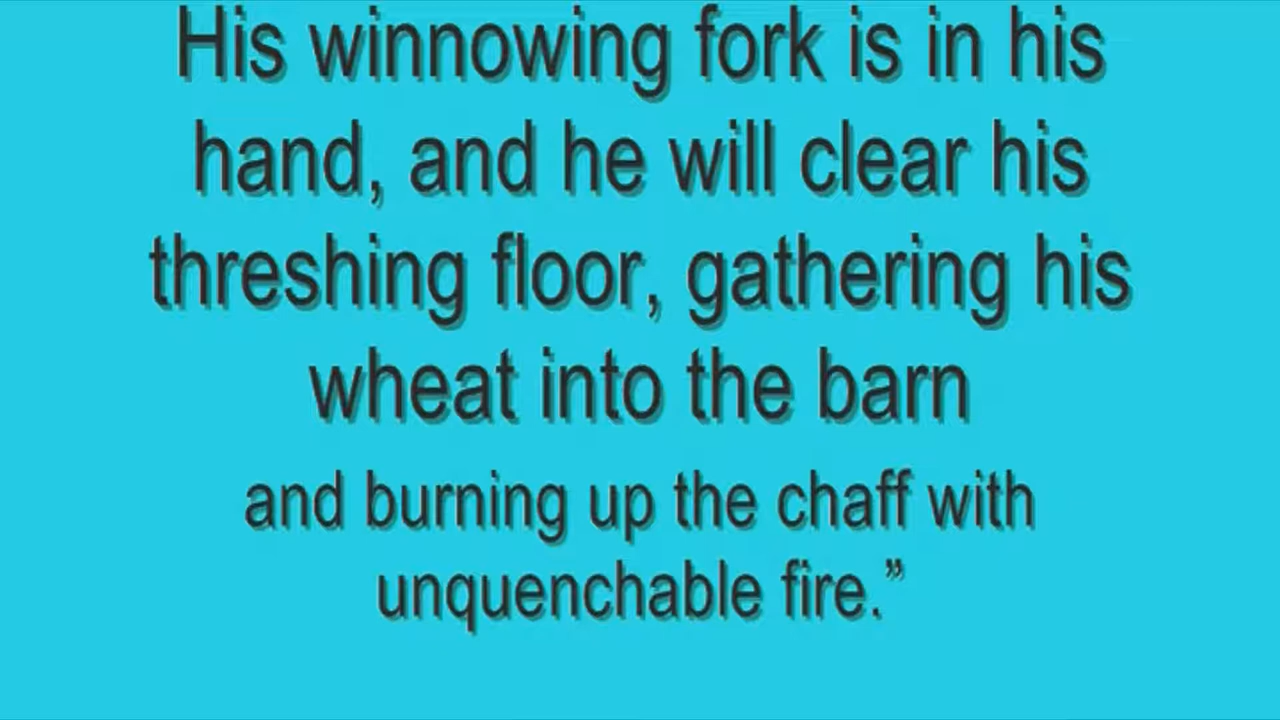 His winnowing fork is in his
hand, and he will clear his
threshing floor, gathering his
wheat into the barn
and burning up the chaff with
unquenchable fire.”